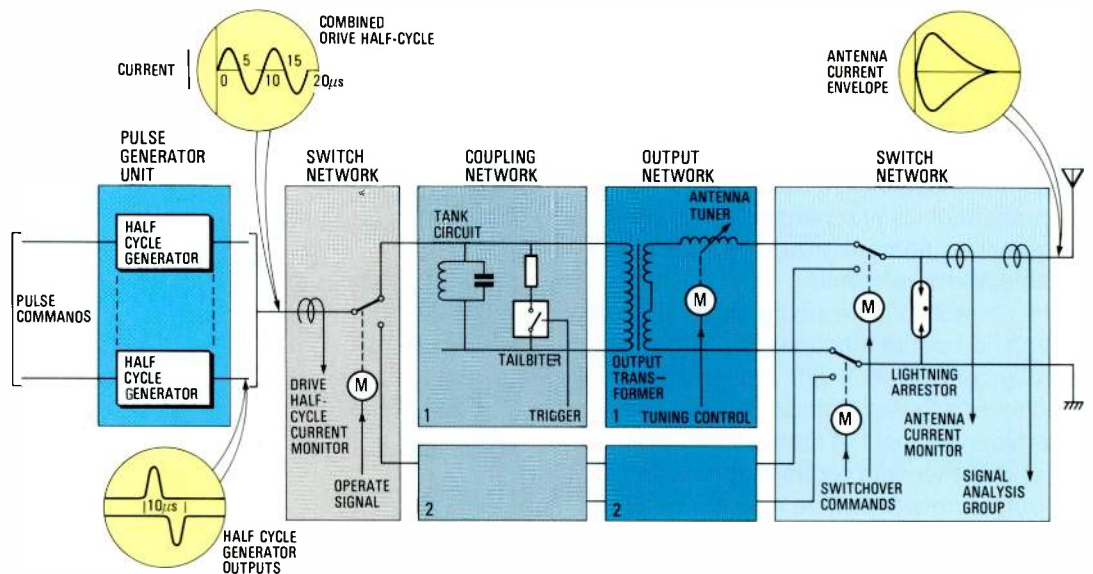 COMBINED
DRIVE HALF-CYCLE
CURRENT
5
15
0
10
20μs
ANTENNA
CURRENT
ENVELOPE
PULSE
GENERATOR
UNIT
SWITCH
NETWORK
COUPLING
NETWORK
OUTPUT
NETWORK
SWITCH
NETWORK
HALF
CYCLE
GENERATOR
PULSE
COMMANOS
HALF
CYCLE
GENERATOR
DRIVE
HALF-
CYCLE
CURRENT
MONITOR
M
OPERATE
SIGNAL
TANK
CIRCUIT
TAILBITER
TRIGGER
1
ANTENNA
TUNER
M
OUTPUT
TRANS-
FORMER
1
TUNING CONTROL
M
M
LIGHTNING
ARRESTOR
ANTENNA
CURRENT
MONITOR
SWITCHOVER
COMMANDS
SIGNAL
ANALYSIS
GROUP
2
2
10μs
HALF CYCLE
GENERATOR
OUTPUTS